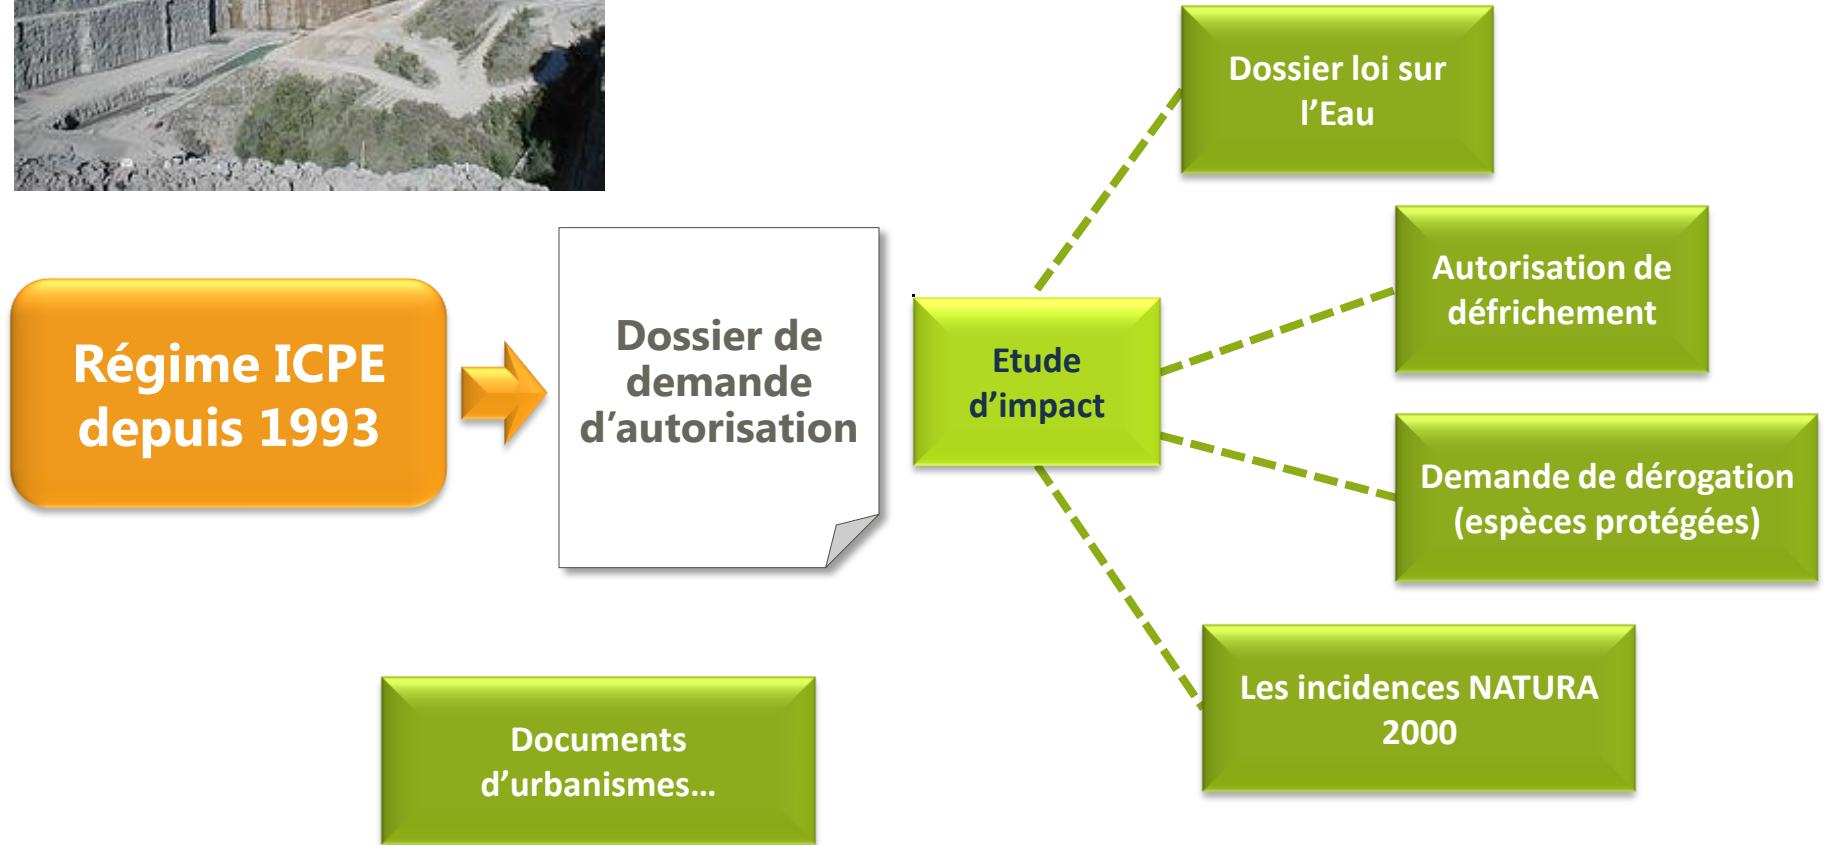 Dossier loi sur
l’Eau
Autorisation de
défrichement
Régime ICPE
depuis 1993
Dossier de
demande
d’autorisation
Etude
d’impact
Demande de dérogation
(espèces protégées)
Les incidences NATURA
2000
Documents
d’urbanismes…